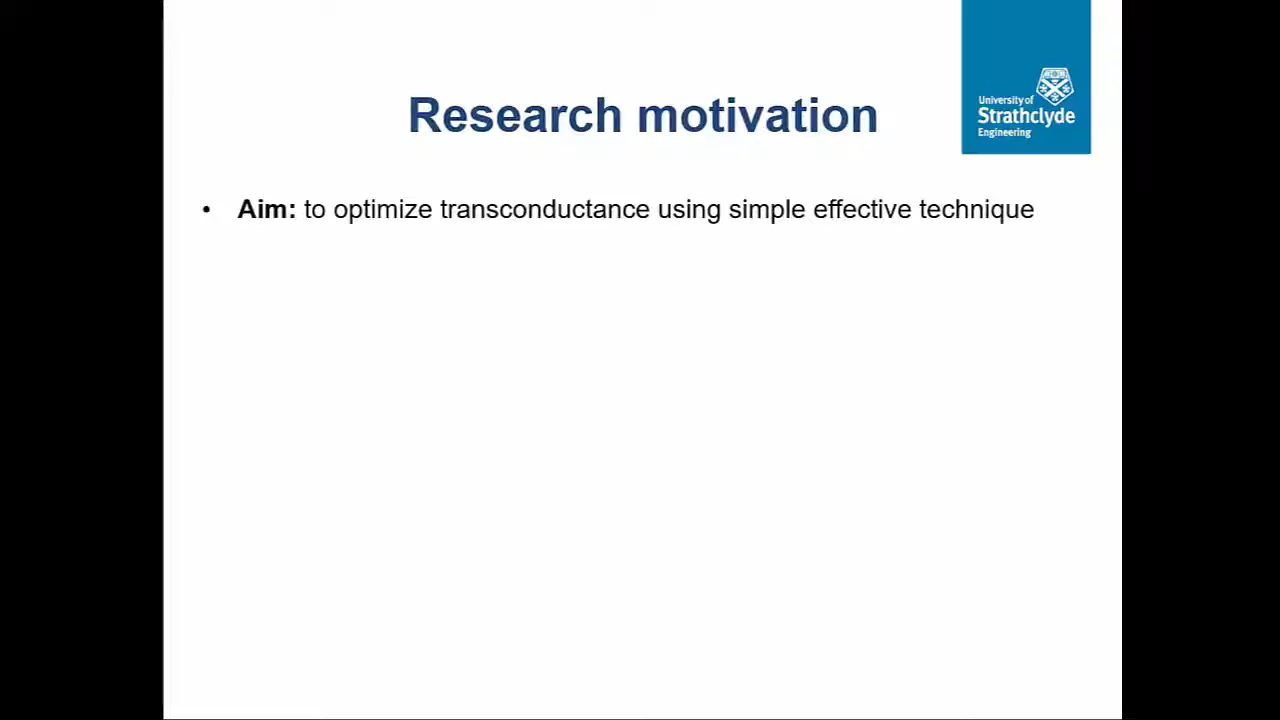 Research motivation
University of
Strathclyde
Engineering
• Aim: to optimize transconductance using simple effective technique